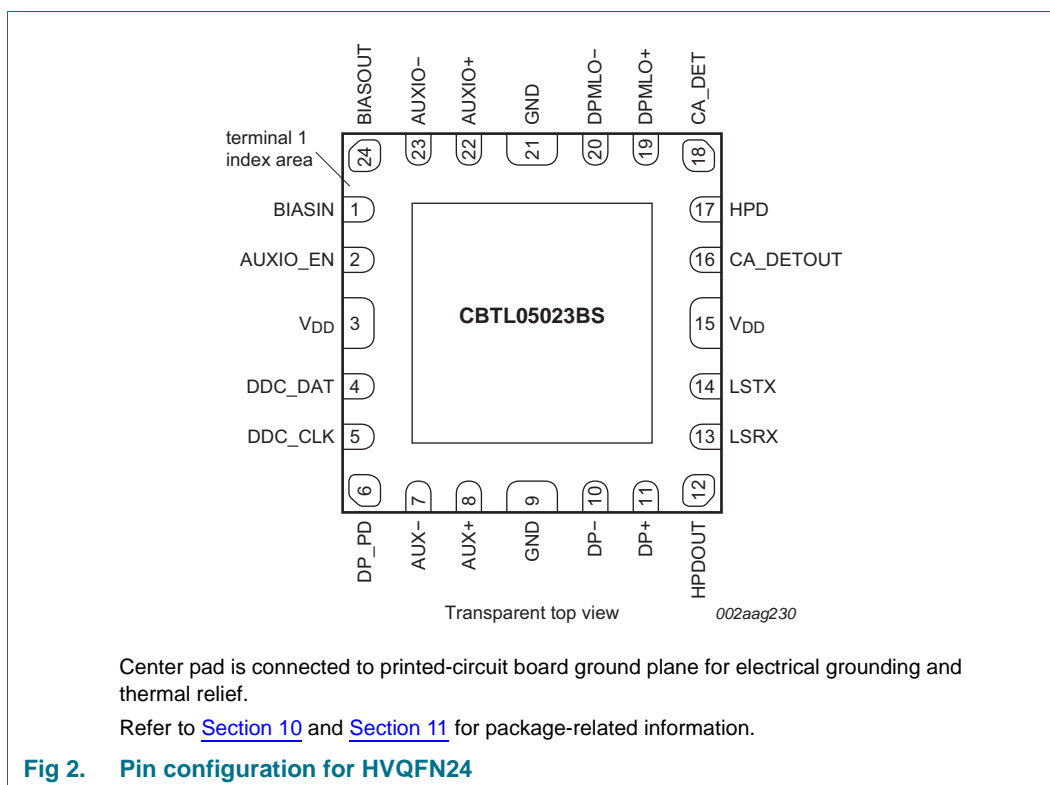 BIASOUT
AUXIO−
AUXIO+
GND
DPMLO−
DPMLO+
CA_DET
terminal 1
index area
24
23
22
21
20
19
18
BIASIN 1
17 HPD
AUXIO_EN 2
16 CA_DETOUT
VDD 3
CBTL05023BS
15 VDD
DDC_DAT 4
14 LSTX
DDC_CLK 5
13 LSRX
6
7
8
9
10
11
12
DP_PD
AUX−
AUX+
GND
DP−
DP+
HPDOUT
Transparent top view
002aag230
Center pad is connected to printed-circuit board ground plane for electrical grounding and
thermal relief.
Refer to Section 10 and Section 11 for package-related information.
Fig 2. Pin configuration for HVQFN24